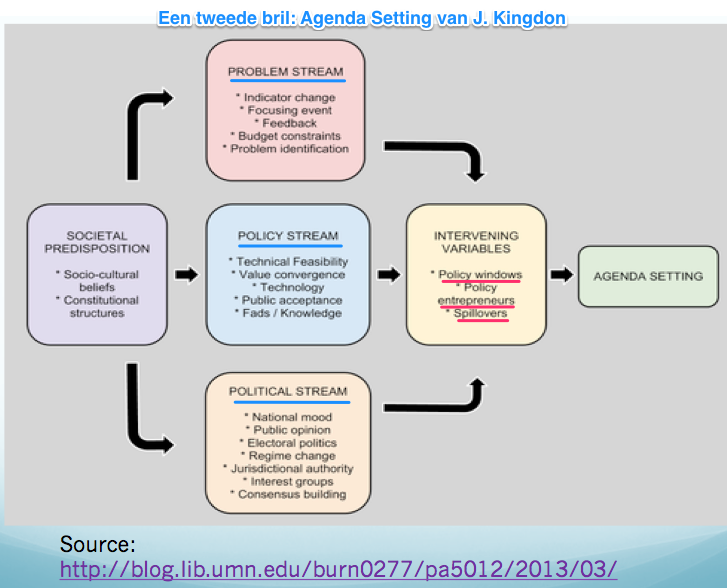 Een tweede bril: Agenda Setting van J. Kingdon
PROBLEM STREAM
* Indicator change
* Focusing event
* Feedback
* Budget constraints
* Problem identification
SOCIETAL
PREDISPOSITION
* Socio-cultural
beliefs
* Constitutional
structures
POLICY STREAM
* Technical Feasibility
* Value convergence
* Technology
* Public acceptance
* Fads / Knowledge
INTERVENING
VARIABLES
* Policy windows
* Policy
entrepreneurs
* Spillovers
AGENDA SETTING
POLITICAL STREAM
* National mood
* Public opinion
* Electoral politics
* Regime change
* Jurisdictional authority
* Interest groups
* Consensus building
Source:
http://blog.lib.umn.edu/burn0277/pa5012/2013/03/